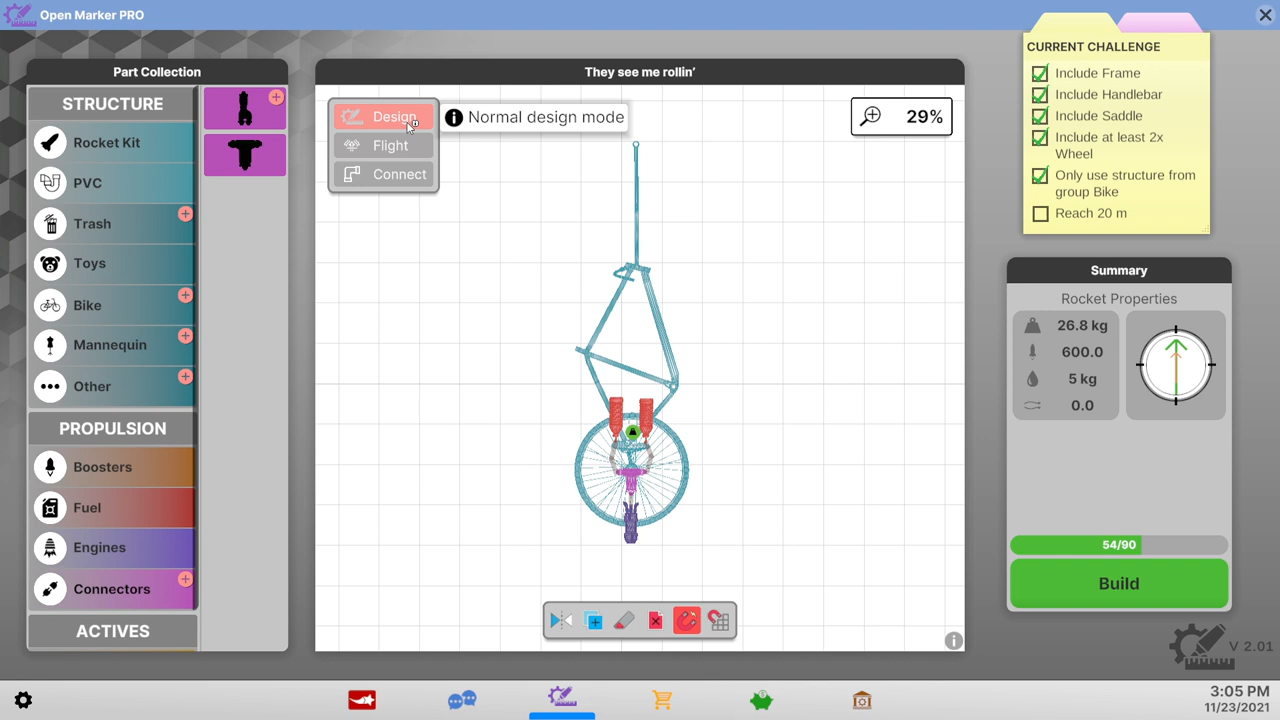 Open Marker PRO
Part Collection
STRUCTURE
Rocket Kit
PVC
Trash
Toys
Bike
Mannequin
Other
PROPULSION
Boosters
Fuel
Engines
Connectors
ACTIVES
They see me rollin'
Design
Normal design mode
Flight
Connect
29%
CURRENT CHALLENGE
Include Frame
Include Handlebar
Include Saddle
Include at least 2x
Wheel
Only use structure from
group Bike
Reach 20 m
Summary
Rocket Properties
26.8 kg
600.0
5 kg
0.0
54/90
Build
V 2.01
3:05 PM
11/23/2021